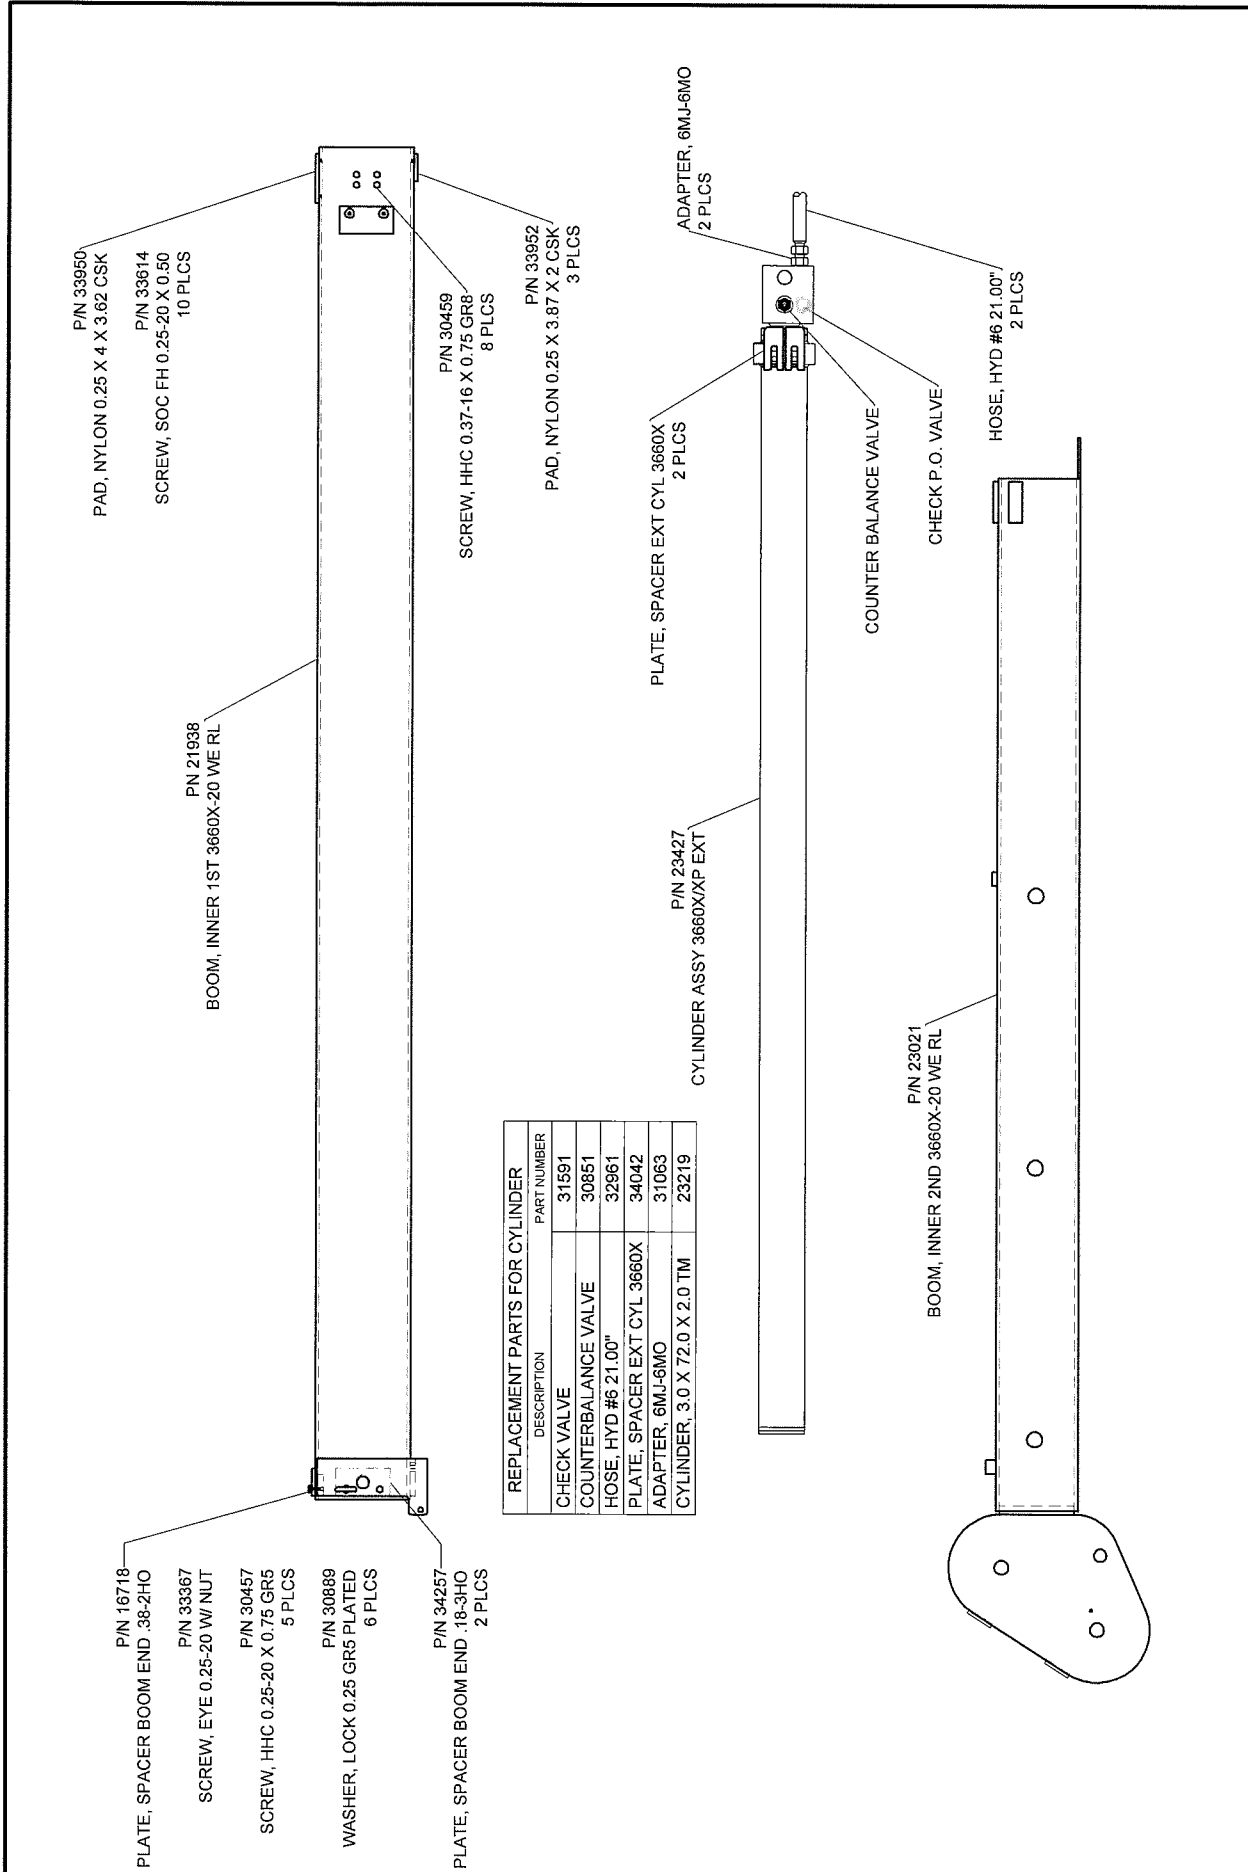 P/N 16718
PLATE, SPACER BOOM END .38-2HO
P/N 33367
SCREW, EYE 0.25-20 W/ NUT
P/N 30457
SCREW, HHC 0.25-20 X 0.75 GR5
5 PLCS
P/N 30889
WASHER, LOCK 0.25 GR5 PLATED
6 PLCS
P/N 34257
PLATE, SPACER BOOM END .18-3HO
2 PLCS
PN 21938
BOOM, INNER 1ST 3660X-20 WE RL
P/N 33950
PAD, NYLON 0.25 X 4 X 3.62 CSK
P/N 33614
SCREW, SOC FH 0.25-20 X 0.50
10 PLCS
P/N 30459
SCREW, HHC 0.37-16 X 0.75 GR8
8 PLCS
P/N 33952
PAD, NYLON 0.25 X 3.87 X 2 CSK
3 PLCS
REPLACEMENT PARTS FOR CYLINDER
DESCRIPTION PART NUMBER
CHECK VALVE 31591
COUNTERBALANCE VALVE 30851
HOSE, HYD #6 21.00" 32961
PLATE, SPACER EXT CYL 3660X 34042
ADAPTER, 6MJ-6MO 31063
CYLINDER, 3.0 X 72.0 X 2.0 TM 23219
P/N 23427
CYLINDER ASSY 3660X/XP EXT
PLATE, SPACER EXT CYL 3660X
2 PLCS
ADAPTER, 6MJ-6MO
2 PLCS
COUNTER BALANCE VALVE
CHECK P.O. VALVE
HOSE, HYD #6 21.00"
2 PLCS
P/N 23021
BOOM, INNER 2ND 3660X-20 WE RL